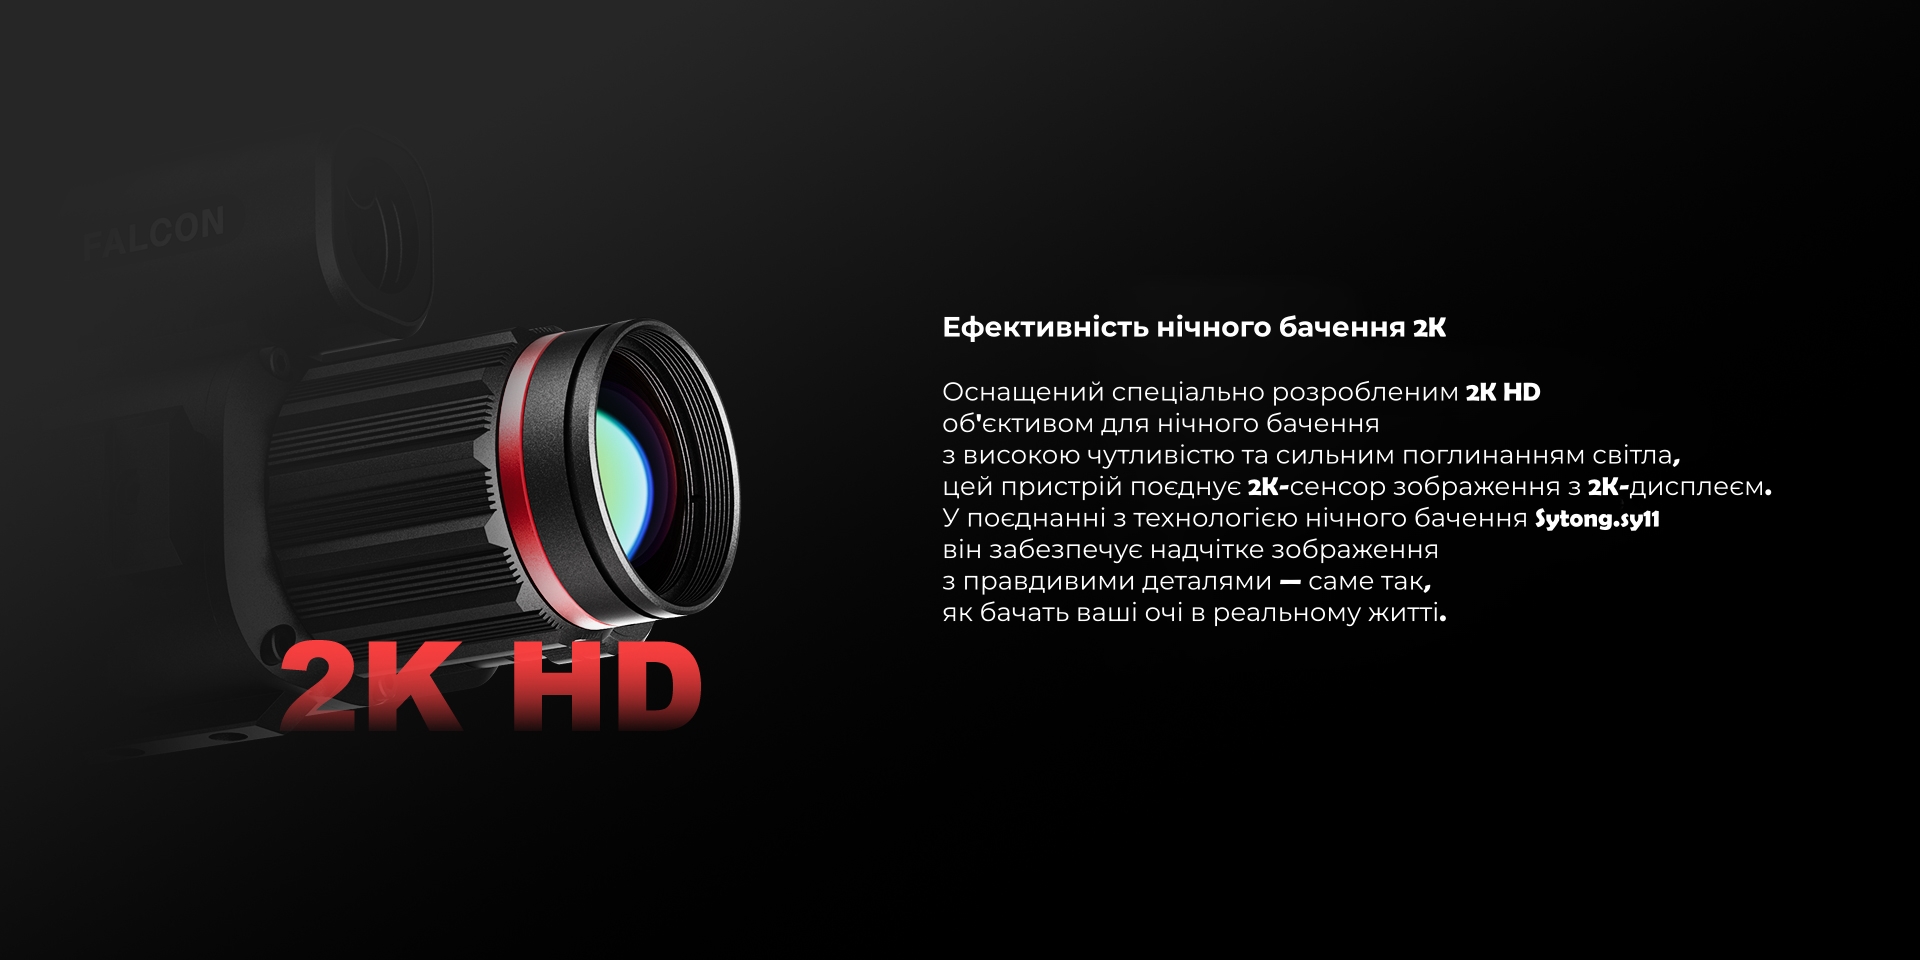 FALCON
2K HD
Ефективність нічного бачення 2K
Оснащений спеціально розробленим 2K HD
об'єктивом для нічного бачення
з високою чутливістю та сильним поглинанням світла,
цей пристрій поєднує 2K-сенсор зображення з 2K-дисплеєм.
У поєднанні з технологією нічного бачення Sytong.sy11
він забезпечує надчітке зображення
з правдивими деталями — саме так,
як бачать ваші очі в реальному житті.